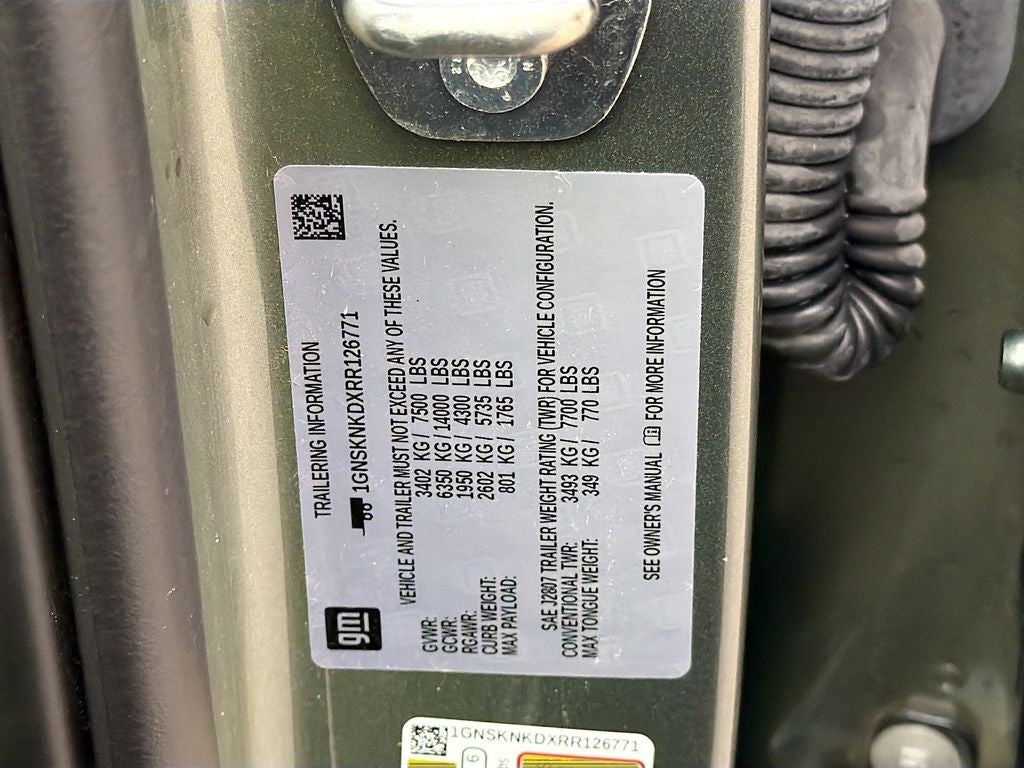 gm
TRAILERING INFORMATION
1GNSKNKDXRR126771
VEHICLE AND TRAILER MUST NOT EXCEED ANY OF THESE VALUES.
GVWR: 3402 KG / 7500 LBS
GCWR: 6350 KG / 14000 LBS
RGAWR: 1950 KG / 4300 LBS
CURB WEIGHT: 2602 KG / 5735 LBS
MAX PAYLOAD: 801 KG / 1765 LBS
SAE J2807 TRAILER WEIGHT RATING (TWR) FOR VEHICLE CONFIGURATION.
CONVENTIONAL TWR: 3493 KG / 7700 LBS
MAX TONGUE WEIGHT: 349 KG / 770 LBS
SEE OWNER'S MANUAL FOR MORE INFORMATION
1GNSKNKDXRR126771